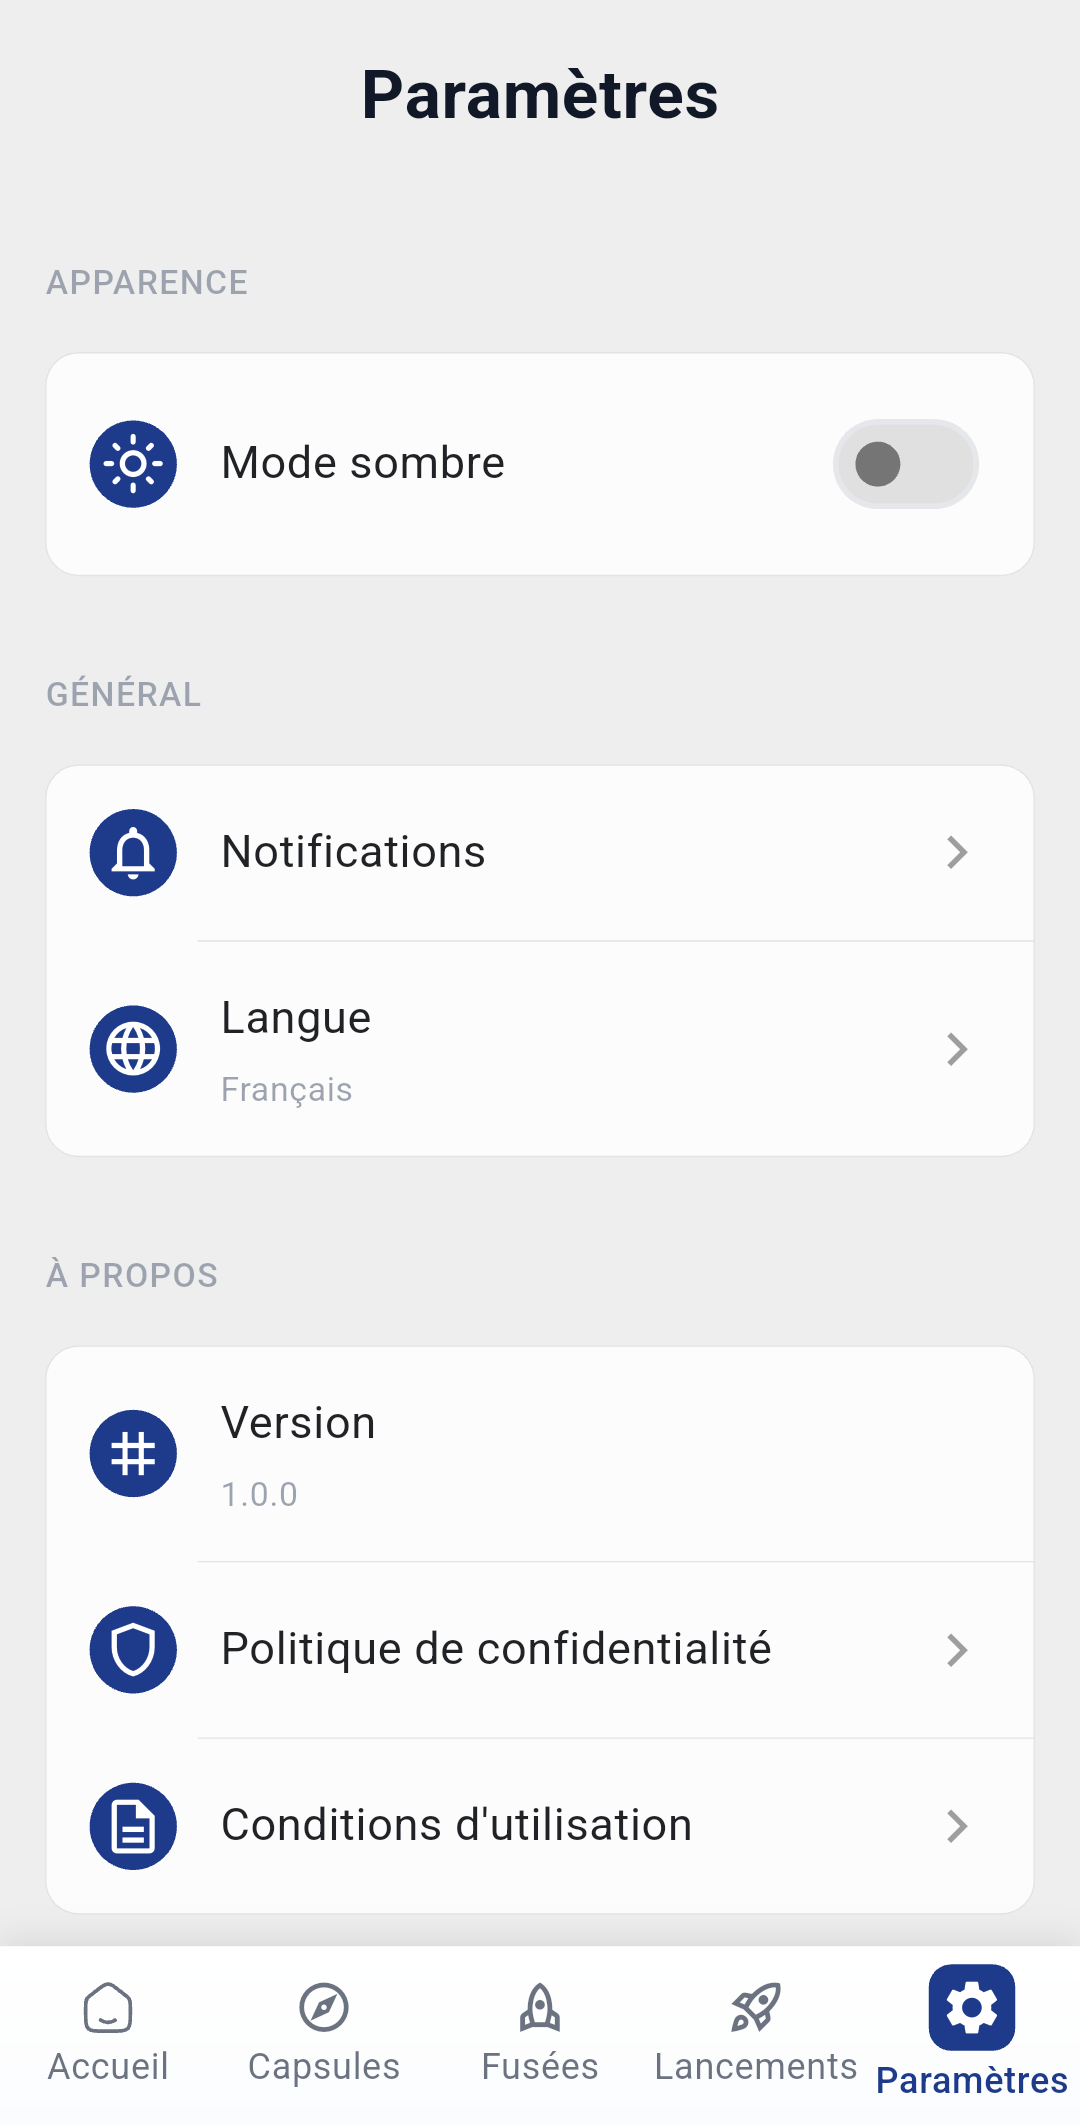 Paramètres
APPARENCE
Mode sombre
GÉNÉRAL
Notifications
Langue
Français
À PROPOS
Version
1.0.0
Politique de confidentialité
Conditions d'utilisation
Accueil
Capsules
Fusées
Lancements
Paramètres